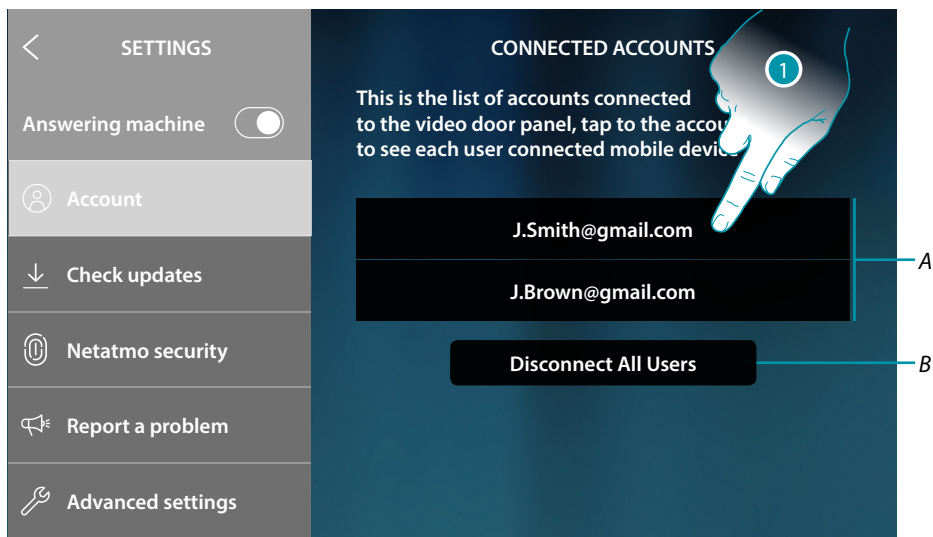 SETTINGS
Answering machine
Account
Check updates
Netatmo security
Report a problem
Advanced settings
CONNECTED ACCOUNTS
1
This is the list of accounts connected
to the video door panel, tap to the
to see each user connected mobile
J.Smith@gmail.com
J.Brown@gmail.com
A
Disconnect All Users
B